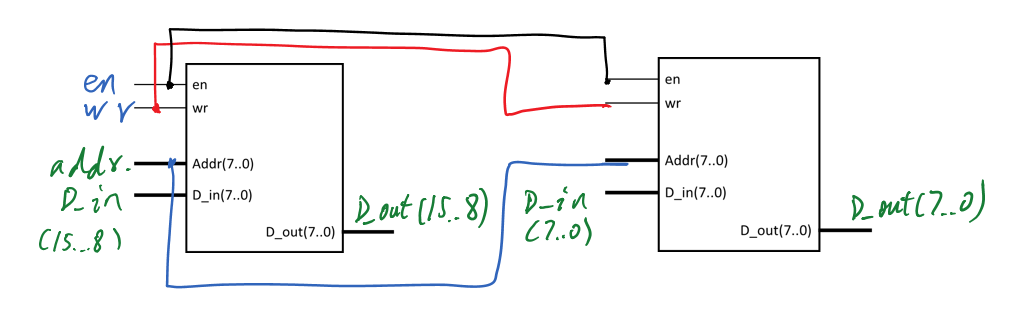 en
wr
addr.
D_in
(15..8)
en
wr
Addr(7..0)
D_in(7..0)
D_out(7..0)
D_out(15..8)
D_in
(7..0)
en
wr
Addr(7..0)
D_in(7..0)
D_out(7..0)
D_out(7..0)